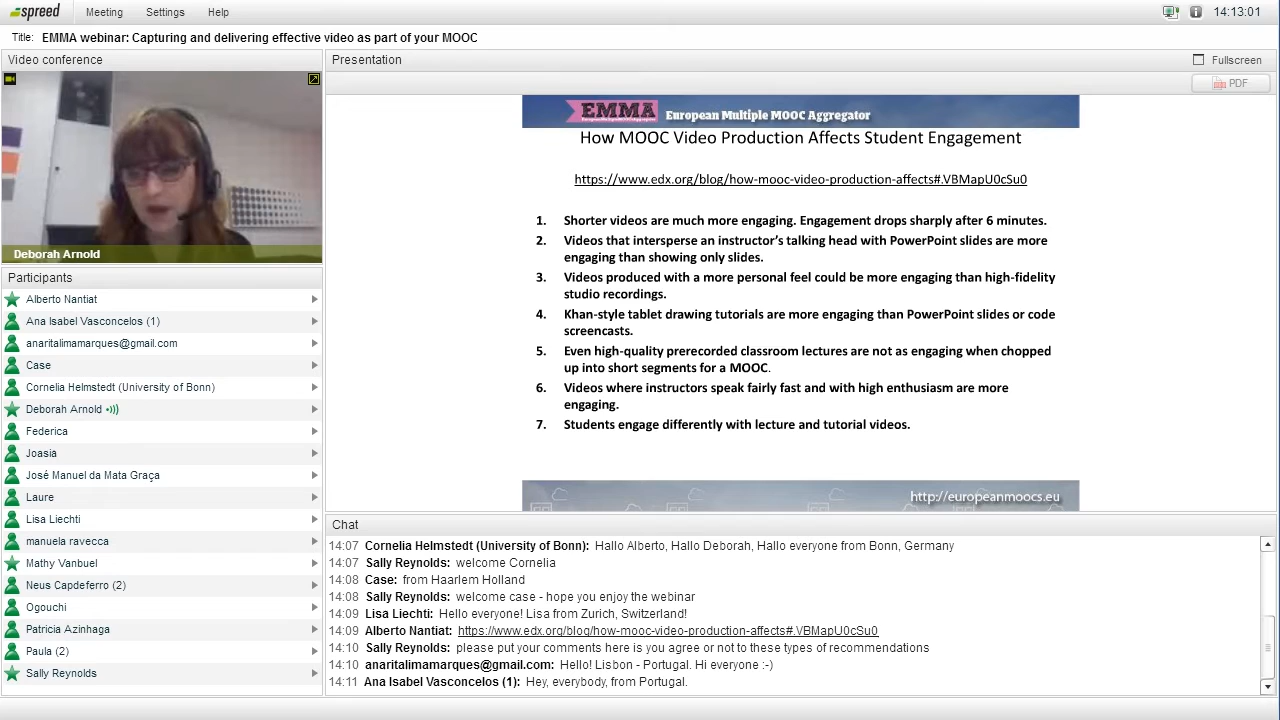 spreed Meeting Settings Help 14:13:01
Title: EMMA webinar: Capturing and delivering effective video as part of your MOOC
Video conference
Deborah Arnold
Participants
Alberto Nantiat
Ana Isabel Vasconcelos (1)
anaritalimamarques@gmail.com
Case
Cornelia Helmstedt (University of Bonn)
Deborah Arnold
Federica
Joasia
José Manuel da Mata Graça
Laure
Lisa Liechti
manuela ravecca
Mathy Vanbuel
Neus Capdeferro (2)
Ogouchi
Patricia Azinhaga
Paula (2)
Sally Reynolds
Presentation
Fullscreen
PDF
EMMA European Multiple MOOC Aggregator
How MOOC Video Production Affects Student Engagement
https://www.edx.org/blog/how-mooc-video-production-affects#.VBMapU0cSu0
1. Shorter videos are much more engaging. Engagement drops sharply after 6 minutes.
2. Videos that intersperse an instructor's talking head with PowerPoint slides are more
engaging than showing only slides.
3. Videos produced with a more personal feel could be more engaging than high-fidelity
studio recordings.
4. Khan-style tablet drawing tutorials are more engaging than PowerPoint slides or code
screencasts.
5. Even high-quality prerecorded classroom lectures are not as engaging when chopped
up into short segments for a MOOC.
6. Videos where instructors speak fairly fast and with high enthusiasm are more
engaging.
7. Students engage differently with lecture and tutorial videos.
http://europeanmoocs.eu
Chat
14:07 Cornelia Helmstedt (University of Bonn): Hallo Alberto, Hallo Deborah, Hallo everyone from Bonn, Germany
14:07 Sally Reynolds: welcome Cornelia
14:08 Case: from Haarlem Holland
14:08 Sally Reynolds: welcome case - hope you enjoy the webinar
14:09 Lisa Liechti: Hello everyone! Lisa from Zurich, Switzerland!
14:09 Alberto Nantiat: https://www.edx.org/blog/how-mooc-video-production-affects#.VBMapU0cSu0
14:10 Sally Reynolds: please put your comments here is you agree or not to these types of recommendations
14:10 anaritalimamarques@gmail.com: Hello! Lisbon - Portugal. Hi everyone :-)
14:11 Ana Isabel Vasconcelos (1): Hey, everybody, from Portugal.